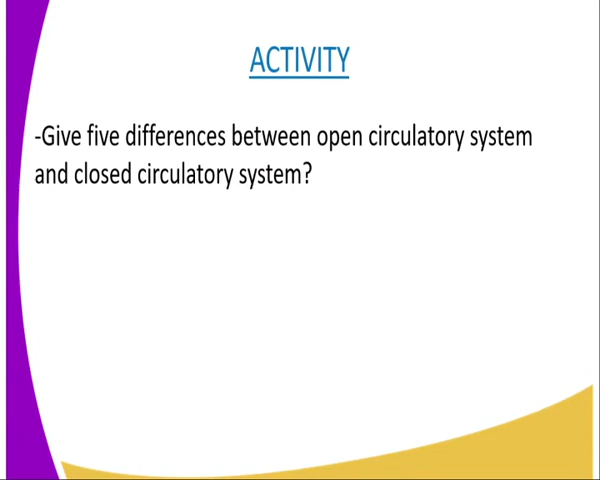 ACTIVITY
-Give five differences between open circulatory system
and closed circulatory system?